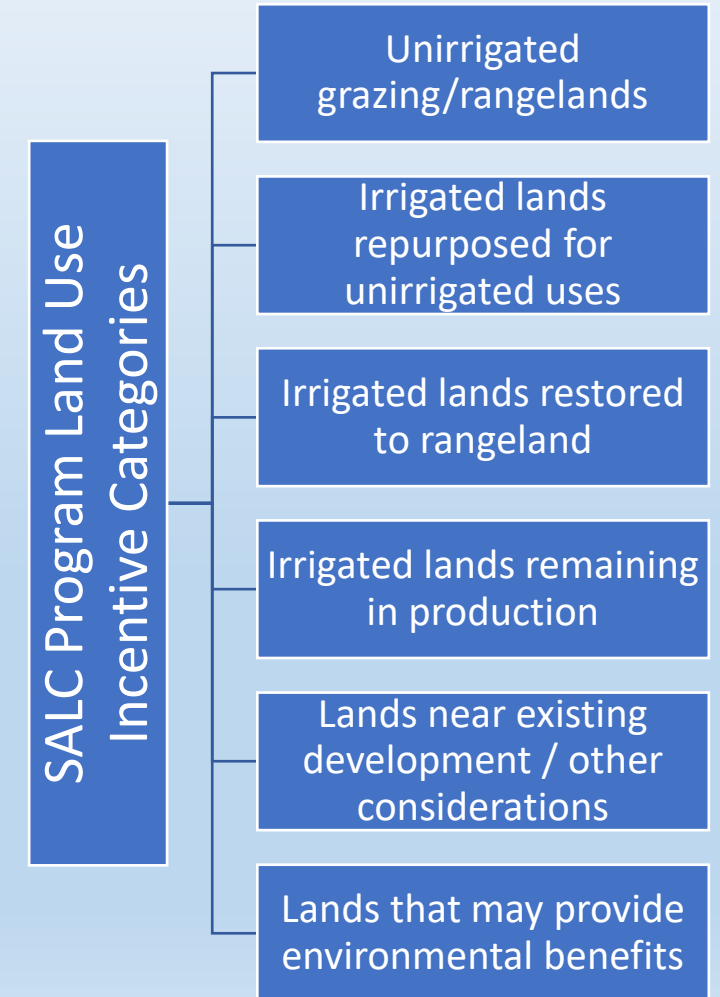 SALC Program Land Use
Incentive Categories
Unirrigated
grazing/rangelands
Irrigated lands
repurposed for
unirrigated uses
Irrigated lands restored
to rangeland
Irrigated lands remaining
in production
Lands near existing
development / other
considerations
Lands that may provide
environmental benefits